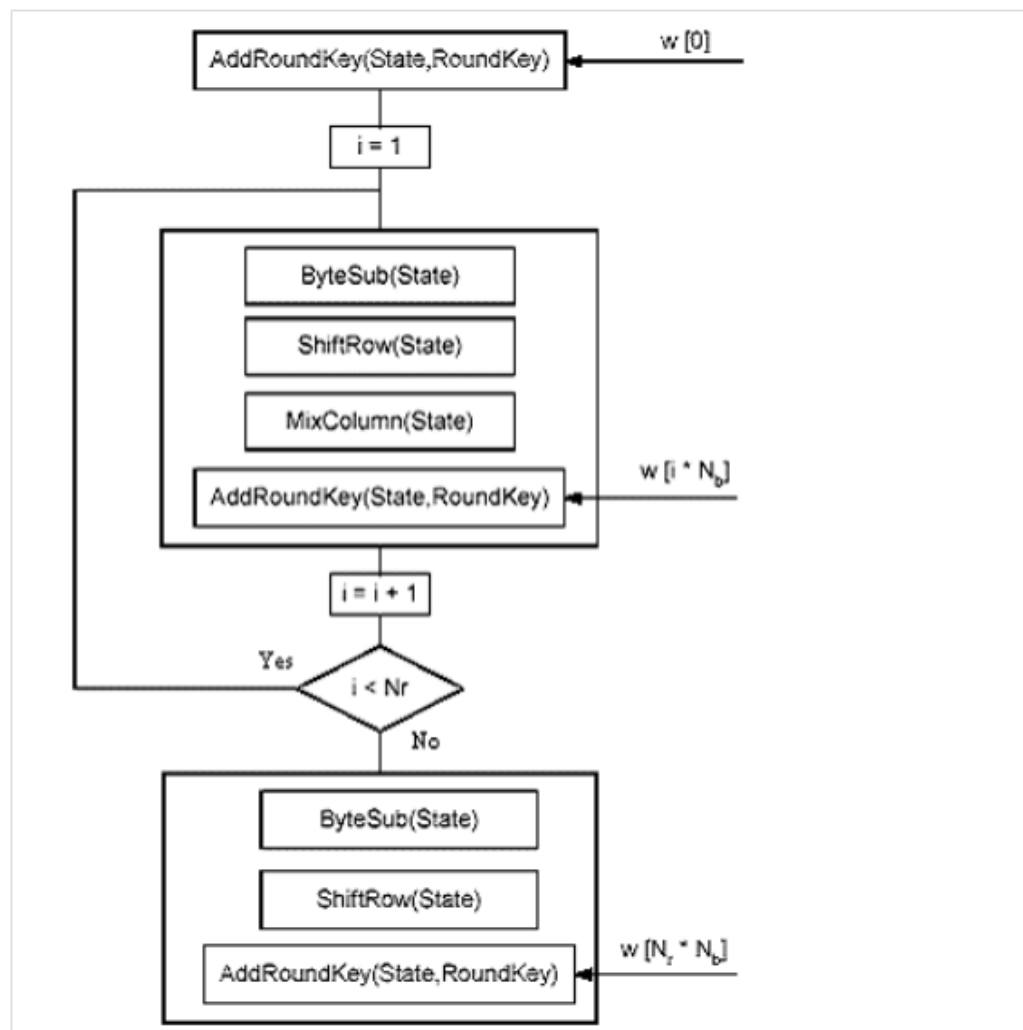 AddRoundKey(State,RoundKey)
w [0]
i = 1
ByteSub(State)
ShiftRow(State)
MixColumn(State)
AddRoundKey(State,RoundKey)
w [i * Nb]
i = i + 1
Yes
i < Nr
No
ByteSub(State)
ShiftRow(State)
AddRoundKey(State,RoundKey)
w [Nr * Nb]